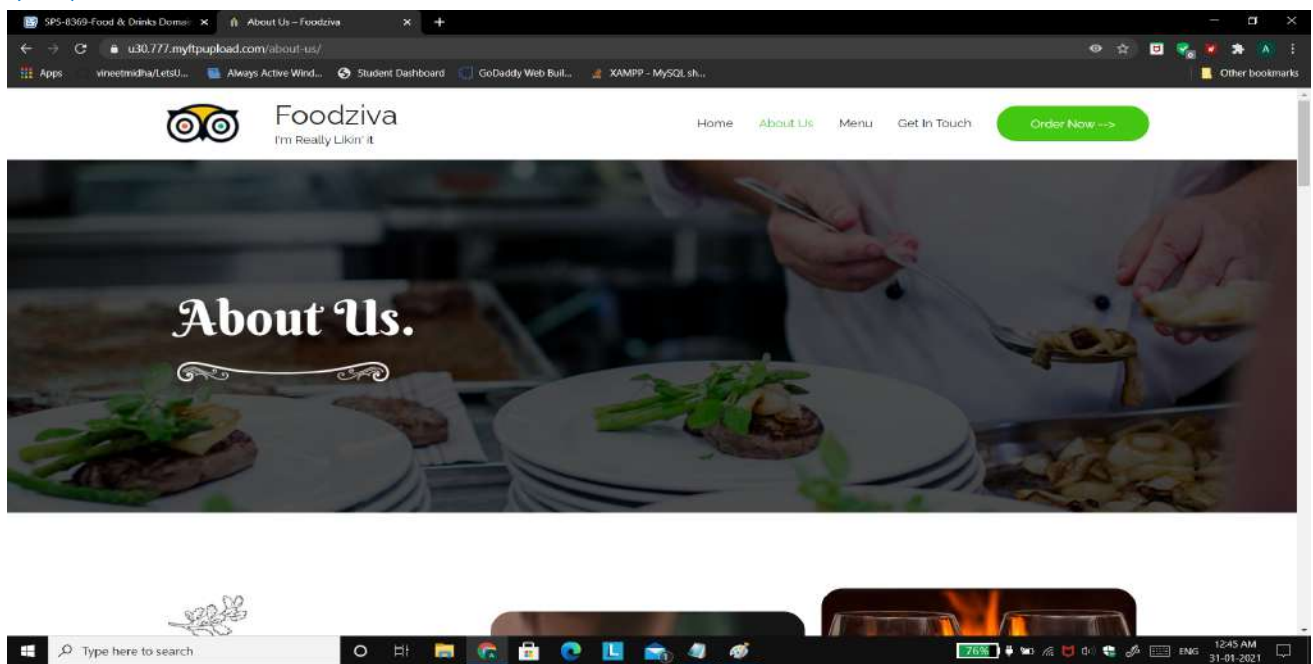 SPS-8369-Food & Drinks Domai
About Us – Foodziva
u30.777.myftpupload.com/about-us/
Apps
vineetmidha/LetsU...
Always Active Wind...
Student Dashboard
GoDaddy Web Buil...
XAMPP - MySQL sh...
Other bookmarks
Foodziva
I'm Really Likin' it
Home
About Us
Menu
Get In Touch
Order Now -->
About Us.
Type here to search
76%
ENG
12:45 AM
31-01-2021